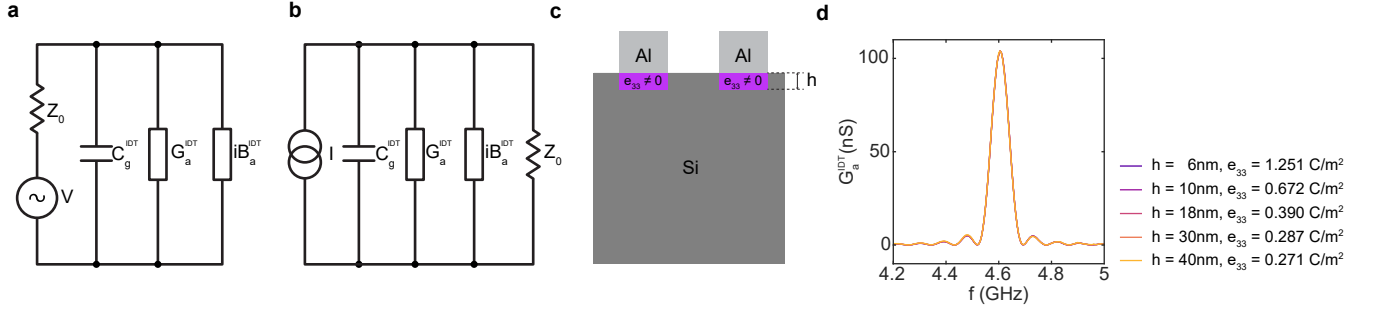 a
Z₀
V
C_g^IDT
G_a^IDT
iB_a^IDT
b
I
C_g^IDT
G_a^IDT
iB_a^IDT
Z₀
c
Al
Al
e₃₃ ≠ 0
e₃₃ ≠ 0
h
Si
d
G_a^IDT (nS)
100
50
0
4.2
4.4
4.6
4.8
5
f (GHz)
h = 6nm, e₃₃ = 1.251 C/m²
h = 10nm, e₃₃ = 0.672 C/m²
h = 18nm, e₃₃ = 0.390 C/m²
h = 30nm, e₃₃ = 0.287 C/m²
h = 40nm, e₃₃ = 0.271 C/m²